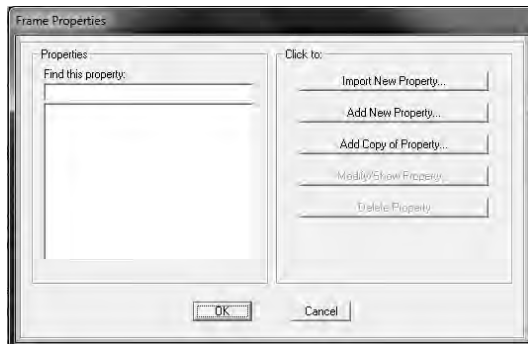 Frame Properties
Properties
Find this property:
Click to:
Import New Property...
Add New Property...
Add Copy of Property...
Modify/Show Property...
Delete Property
OK
Cancel